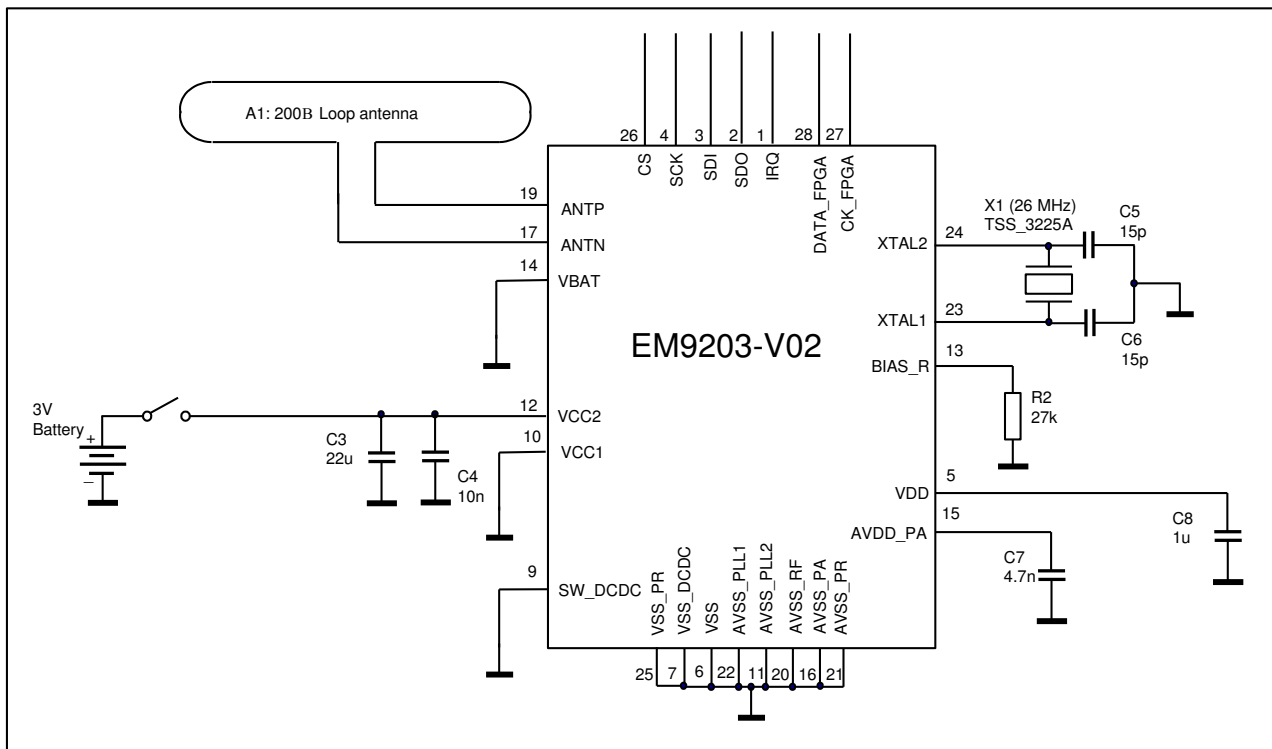 A1: 200B Loop antenna
26
4
3
2
1
28
27
CS
SCK
SDI
SDO
IRQ
DATA_FPGA
CK_FPGA
19
ANTP
17
ANTN
14
VBAT
X1 (26 MHz)
TSS_3225A
C5
15p
XTAL2
24
XTAL1
23
C6
15p
EM9203-V02
BIAS_R
13
R2
27k
3V
Battery
+
–
12
VCC2
10
VCC1
C3
22u
C4
10n
VDD
5
AVDD_PA
15
C8
1u
C7
4.7n
9
SW_DCDC
VSS_PR
VSS_DCDC
VSS
AVSS_PLL1
AVSS_PLL2
AVSS_RF
AVSS_PA
AVSS_PR
25
7
6
22
11
20
16
21